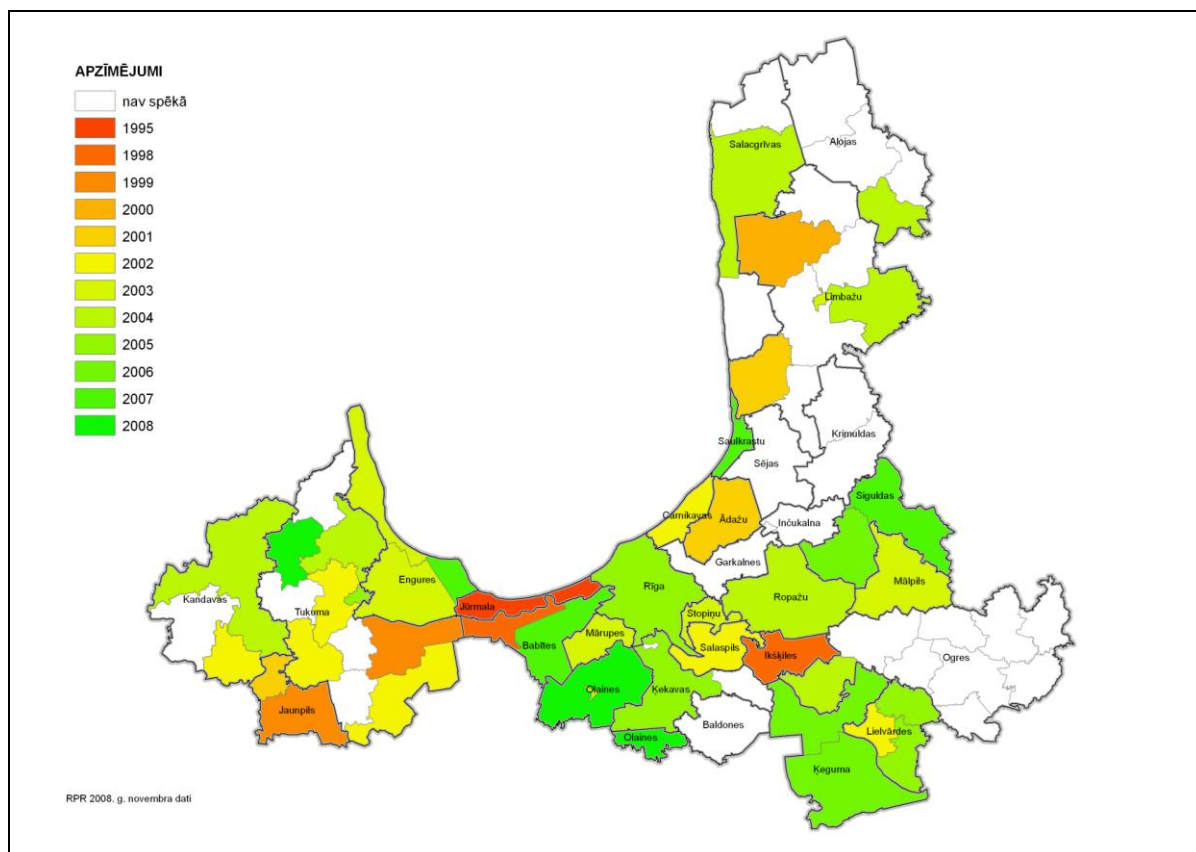 APZĪMĒJUMI
nav spēkā
1995
1998
1999
2000
2001
2002
2003
2004
2005
2006
2007
2008
Salacgrīvas
Alojas
Limbažu
Krimuldas
Saulkrastu
Sējas
Siguldas
Carnikavas
Ādažu
Inčukalna
Garkalnes
Mālpils
Engures
Rīga
Ropažu
Kandavas
Tukuma
Jūrmala
Stopiņu
Mārupes
Babītes
Salaspils
Ikšķiles
Ogres
Olaines
Ķekavas
Jaunpils
Baldones
Lielvārdes
Olaines
Ķeguma
RPR 2008. g. novembra dati